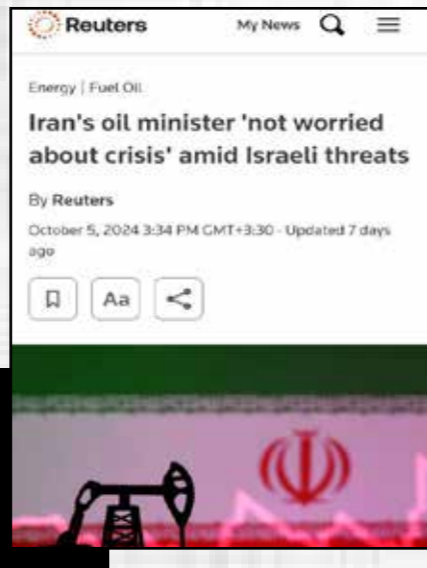 Reuters My News
Energy | Fuel Oil
Iran's oil minister 'not worried
about crisis' amid Israeli threats
By Reuters
October 5, 2024 3:34 PM GMT+3:30 - Updated 7 days
ago
Aa